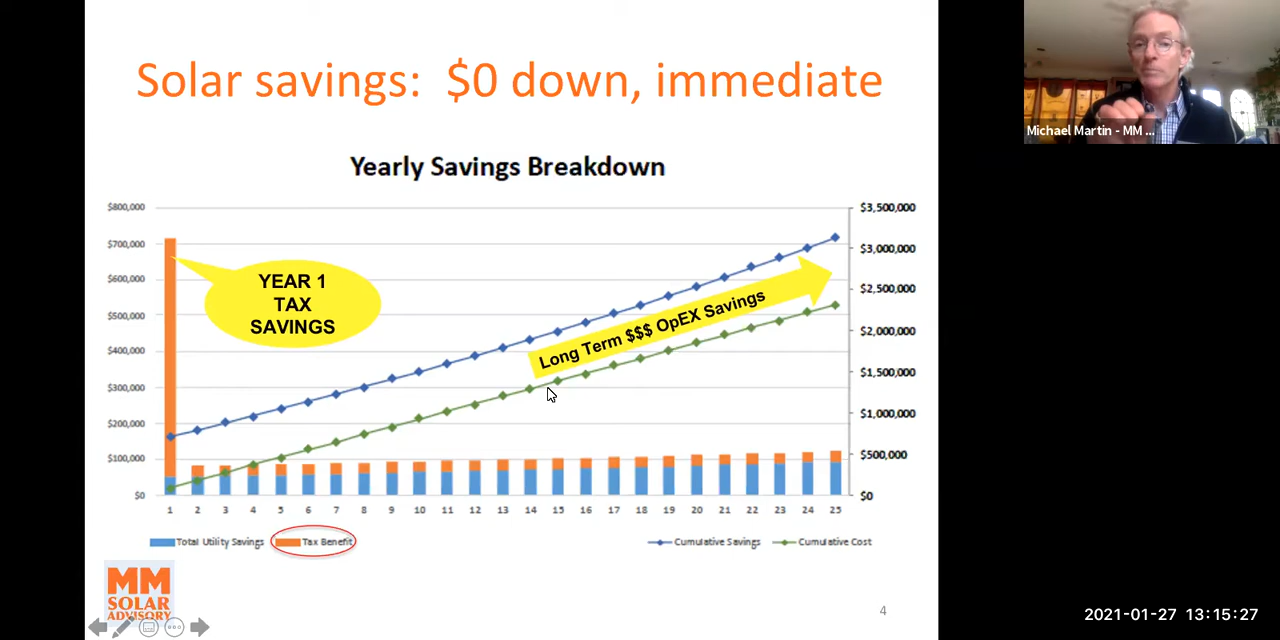 Solar savings: $0 down, immediate
Michael Martin - MM ...
Yearly Savings Breakdown
$800,000
$700,000
$600,000
$500,000
$400,000
$300,000
$200,000
$100,000
$0
$3,500,000
$3,000,000
$2,500,000
$2,000,000
$1,500,000
$1,000,000
$500,000
$0
YEAR 1
TAX
SAVINGS
Long Term $$$ OpEX Savings
1 2 3 4 5 6 7 8 9 10 11 12 13 14 15 16 17 18 19 20 21 22 23 24 25
Total Utility Savings Tax Benefit Cumulative Savings Cumulative Cost
MM
SOLAR
ADVISORY
4
2021-01-27 13:15:27